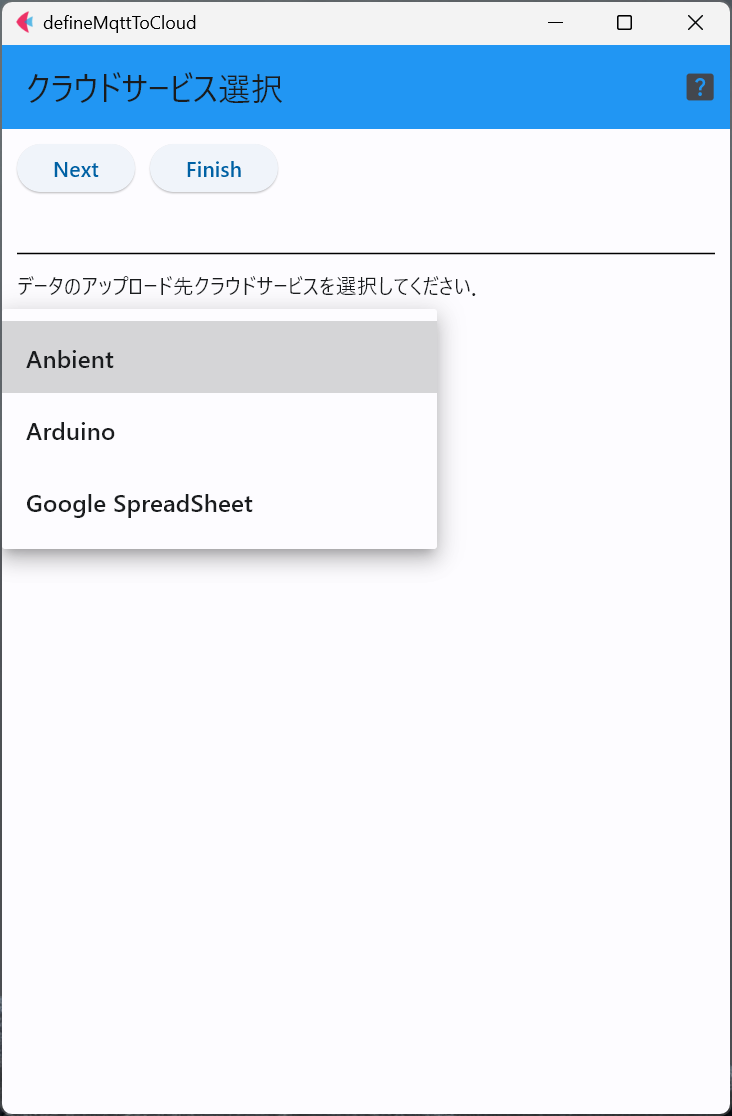 defineMqttToCloud
クラウドサービス選択
Next Finish
データのアップロード先クラウドサービスを選択してください.
Anbient
Arduino
Google SpreadSheet